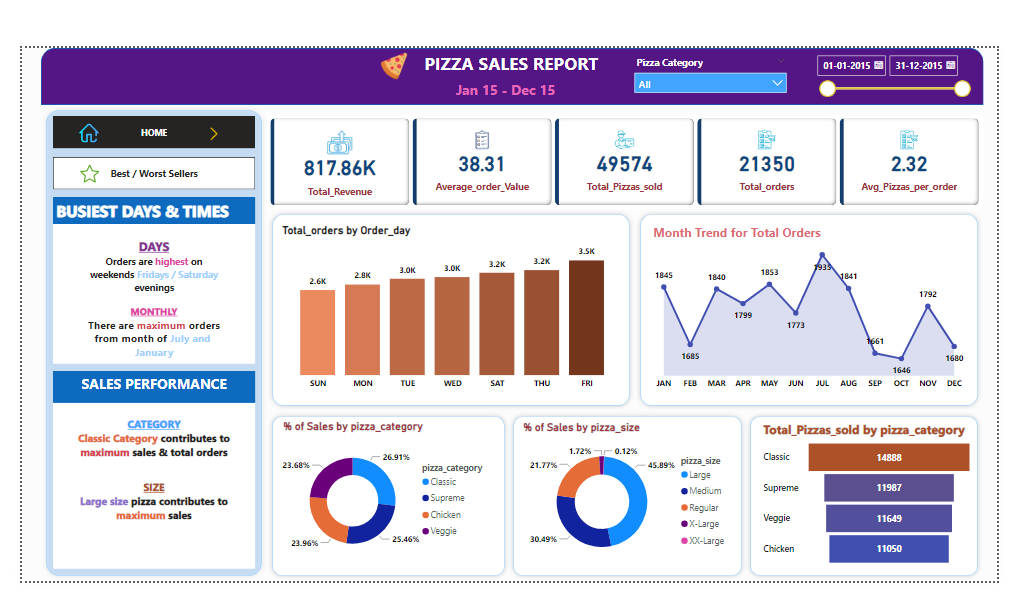 PIZZA SALES REPORT
Jan 15 - Dec 15
Pizza Category
All
01-01-2015
31-12-2015
HOME
Best / Worst Sellers
BUSIEST DAYS & TIMES
DAYS
Orders are highest on
weekends Fridays / Saturday
evenings
MONTHLY
There are maximum orders
from month of July and
January
SALES PERFORMANCE
CATEGORY
Classic Category contributes to
maximum sales & total orders
SIZE
Large size pizza contributes to
maximum sales
817.86K
Total_Revenue
38.31
Average_order_Value
49574
Total_Pizzas_sold
21350
Total_orders
2.32
Avg_Pizzas_per_order
Total_orders by Order_day
2.6K
2.8K
3.0K
3.0K
3.2K
3.2K
3.5K
SUN MON TUE WED SAT THU FRI
Month Trend for Total Orders
1845
1685
1840
1799
1853
1773
1935
1841
1661
1646
1792
1680
JAN FEB MAR APR MAY JUN JUL AUG SEP OCT NOV DEC
% of Sales by pizza_category
26.91%
25.46%
23.96%
23.68%
pizza_category
Classic
Supreme
Chicken
Veggie
% of Sales by pizza_size
1.72%
0.12%
45.89%
30.49%
21.77%
pizza_size
Large
Medium
Regular
X-Large
XX-Large
Total_Pizzas_sold by pizza_category
Classic 14888
Supreme 11987
Veggie 11649
Chicken 11050